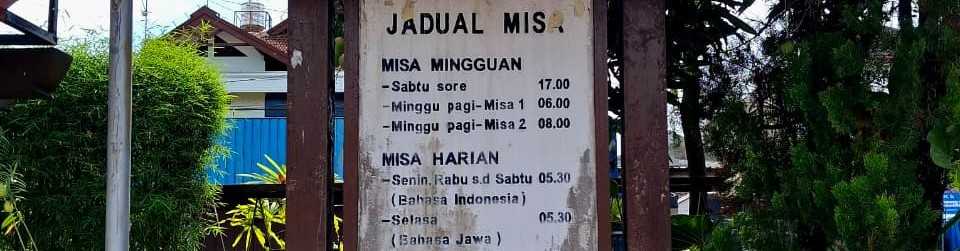 JADUAL MISA
MISA MINGGUAN
-Sabtu sore 17.00
-Minggu pagi-Misa 1 06.00
-Minggu pagi-Misa 2 08.00
MISA HARIAN
-Senin, Rabu s.d Sabtu 05.30
(Bahasa Indonesia)
-Selasa 05.30
(Bahasa Jawa)